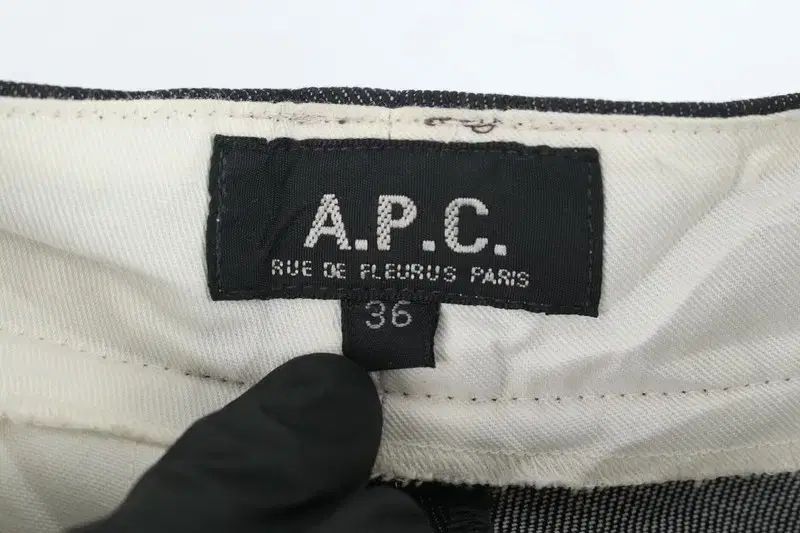 A.P.C.
RUE DE FLEURUS PARIS
36